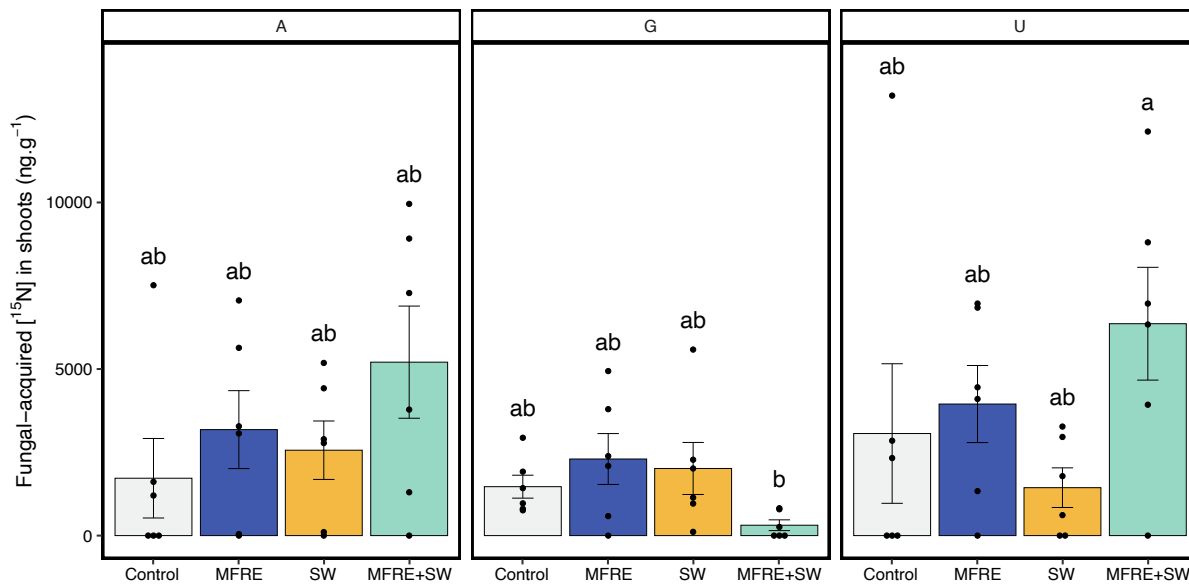 A G U
Fungal−acquired [¹⁵N] in shoots (ng.g⁻¹)
10000
5000
0
ab ab ab ab
ab ab ab b
ab ab ab a
Control MFRE SW MFRE+SW
Control MFRE SW MFRE+SW
Control MFRE SW MFRE+SW